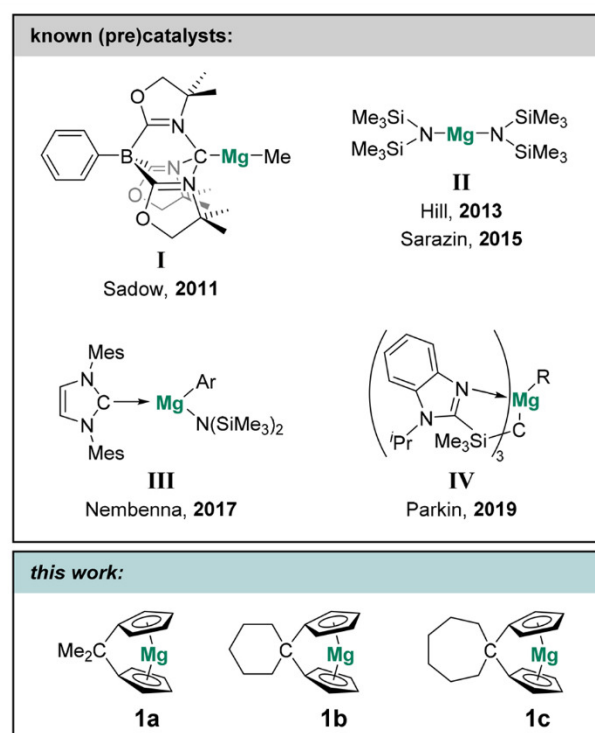 known (pre)catalysts:
O
N
B
C
Mg
Me
N
O
I
Sadow, 2011
Me3Si
SiMe3
N
Mg
N
Me3Si
SiMe3
II
Hill, 2013
Sarazin, 2015
Mes
N
C
N
Mes
Mg
Ar
N(SiMe3)2
III
Nembenna, 2017
N
N
iPr
Me3Si
3
C
Mg
R
IV
Parkin, 2019
this work:
Me2C
Mg
1a
C
Mg
1b
C
Mg
1c